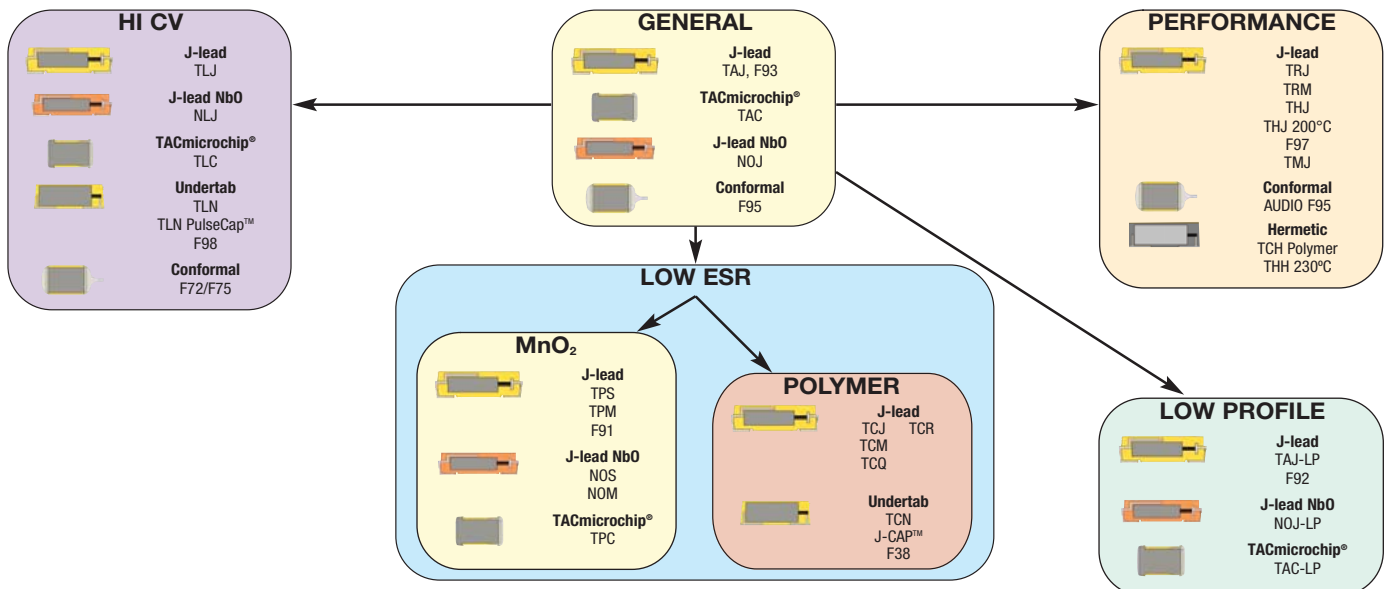 HI CV
J-lead
TLJ
J-lead NbO
NLJ
TACmicrochip®
TLC
Undertab
TLN
TLN PulseCap™
F98
Conformal
F72/F75
GENERAL
J-lead
TAJ, F93
TACmicrochip®
TAC
J-lead NbO
NOJ
Conformal
F95
PERFORMANCE
J-lead
TRJ
TRM
THJ
THJ 200°C
F97
TMJ
Conformal
AUDIO F95
Hermetic
TCH Polymer
THH 230ºC
LOW ESR
MnO₂
J-lead
TPS
TPM
F91
J-lead NbO
NOS
NOM
TACmicrochip®
TPC
POLYMER
J-lead
TCJ TCR
TCM
TCQ
Undertab
TCN
J-CAP™
F38
LOW PROFILE
J-lead
TAJ-LP
F92
J-lead NbO
NOJ-LP
TACmicrochip®
TAC-LP